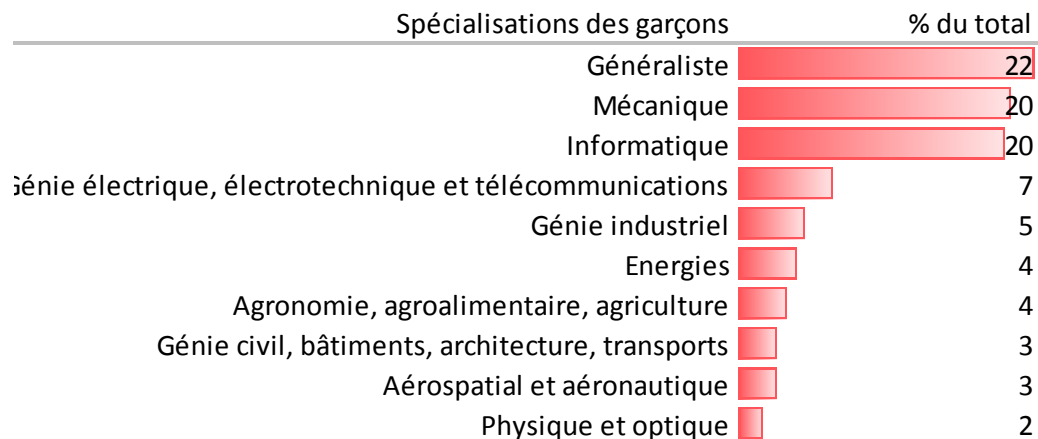 Spécialisations des garçons % du total
Généraliste 22
Mécanique 20
Informatique 20
Génie électrique, électrotechnique et télécommunications 7
Génie industriel 5
Energies 4
Agronomie, agroalimentaire, agriculture 4
Génie civil, bâtiments, architecture, transports 3
Aérospatial et aéronautique 3
Physique et optique 2